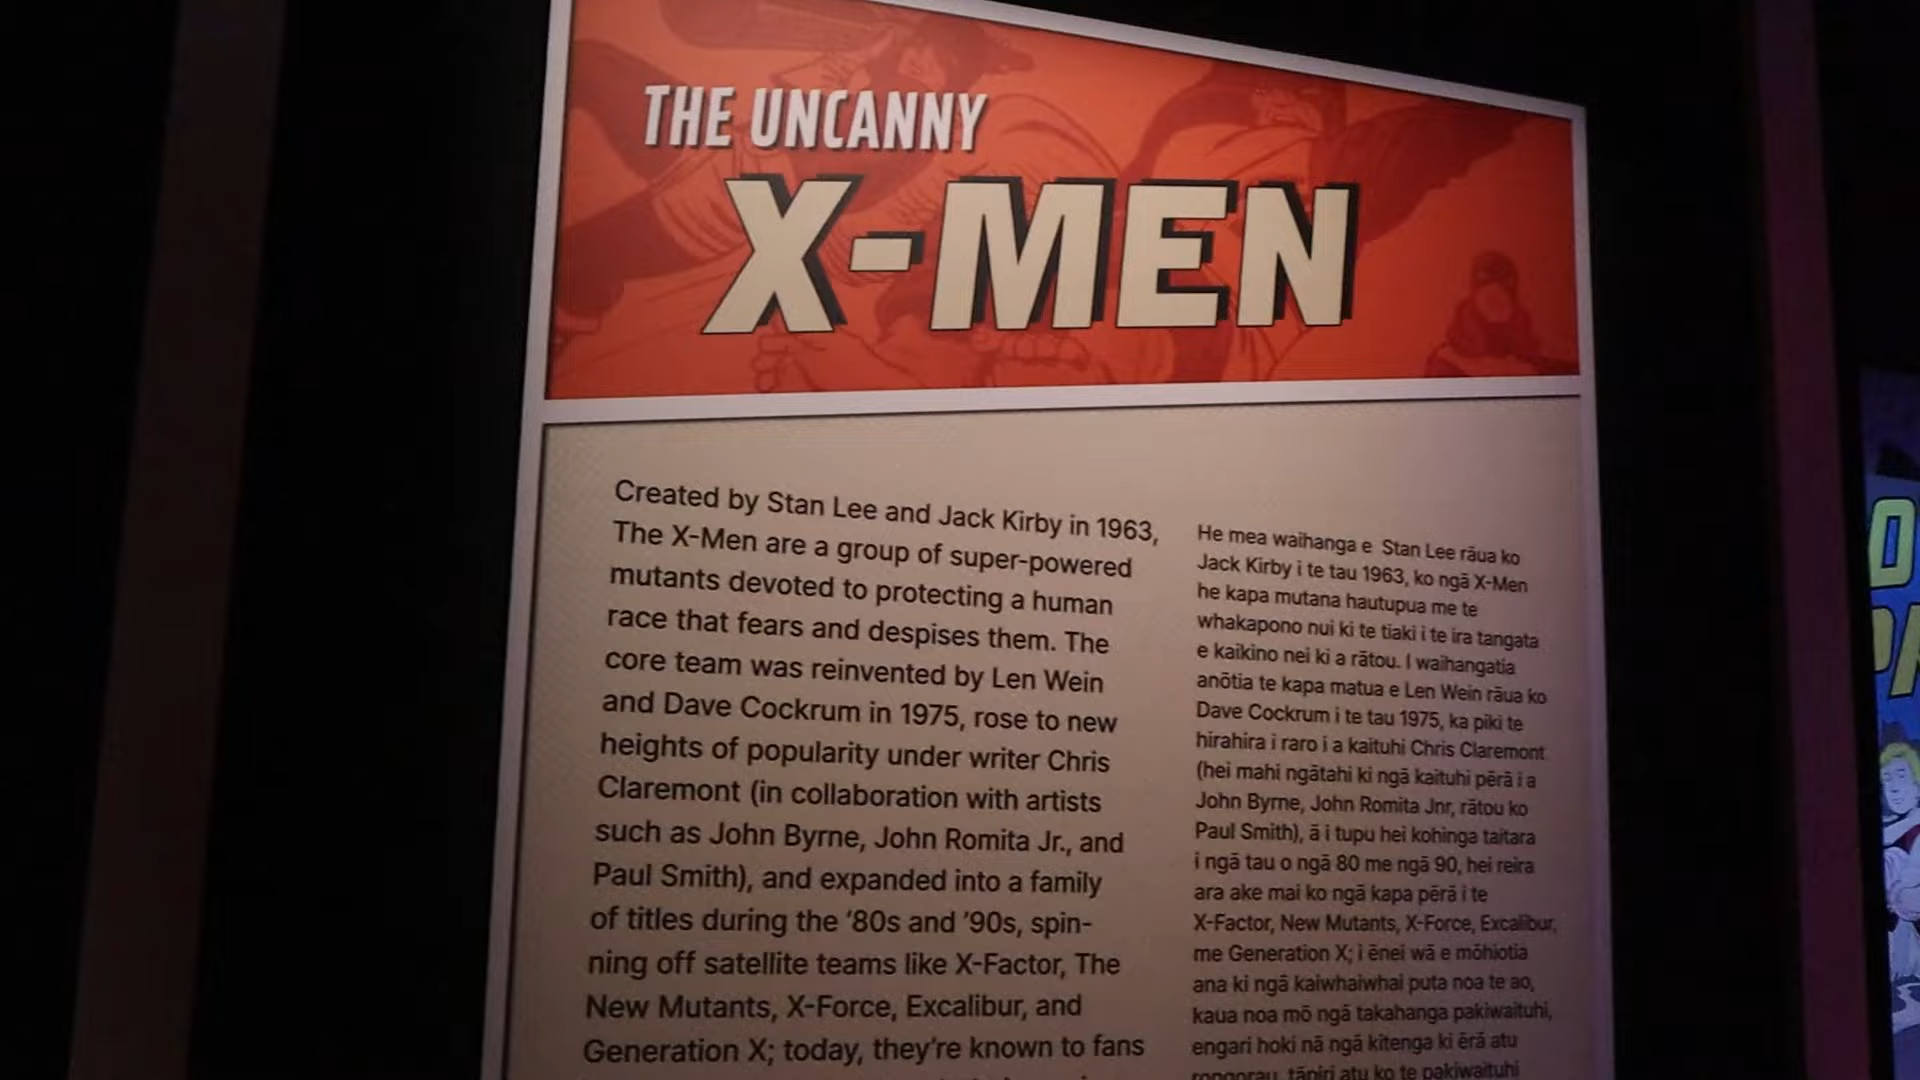 THE UNCANNY
X-MEN
Created by Stan Lee and Jack Kirby in 1963,
The X-Men are a group of super-powered
mutants devoted to protecting a human
race that fears and despises them. The
core team was reinvented by Len Wein
and Dave Cockrum in 1975, rose to new
heights of popularity under writer Chris
Claremont (in collaboration with artists
such as John Byrne, John Romita Jr., and
Paul Smith), and expanded into a family
of titles during the ’80s and ’90s, spin-
ning off satellite teams like X-Factor, The
New Mutants, X-Force, Excalibur, and
Generation X; today, they’re known to fans
He mea waihanga e Stan Lee rāua ko
Jack Kirby i te tau 1963, ko ngā X-Men
he kapa mutana hautupua me te
whakapono nui ki te tiaki i te ira tangata
e kaikino nei ki a rātou. I waihangatia
anōtia te kapa matua e Len Wein rāua ko
Dave Cockrum i te tau 1975, ka piki te
hirahira i raro i a kaituhi Chris Claremont
(hei mahi ngātahi ki ngā kaituhi pērā i a
John Byrne, John Romita Jnr, rātou ko
Paul Smith), ā i tupu hei kohinga taitara
i ngā tau o ngā 80 me ngā 90, hei reira
ara ake mai ko ngā kapa pērā i te
X-Factor, New Mutants, X-Force, Excalibur,
me Generation X; i ēnei wā e mōhiotia
ana ki ngā kaiwhaiwhai puta noa te ao,
kaua noa mō ngā takahanga pakiwaituhi,
engari hoki nā ngā kitenga ki ērā atu
rongorau, tāpiri atu ko te pakiwaituhi